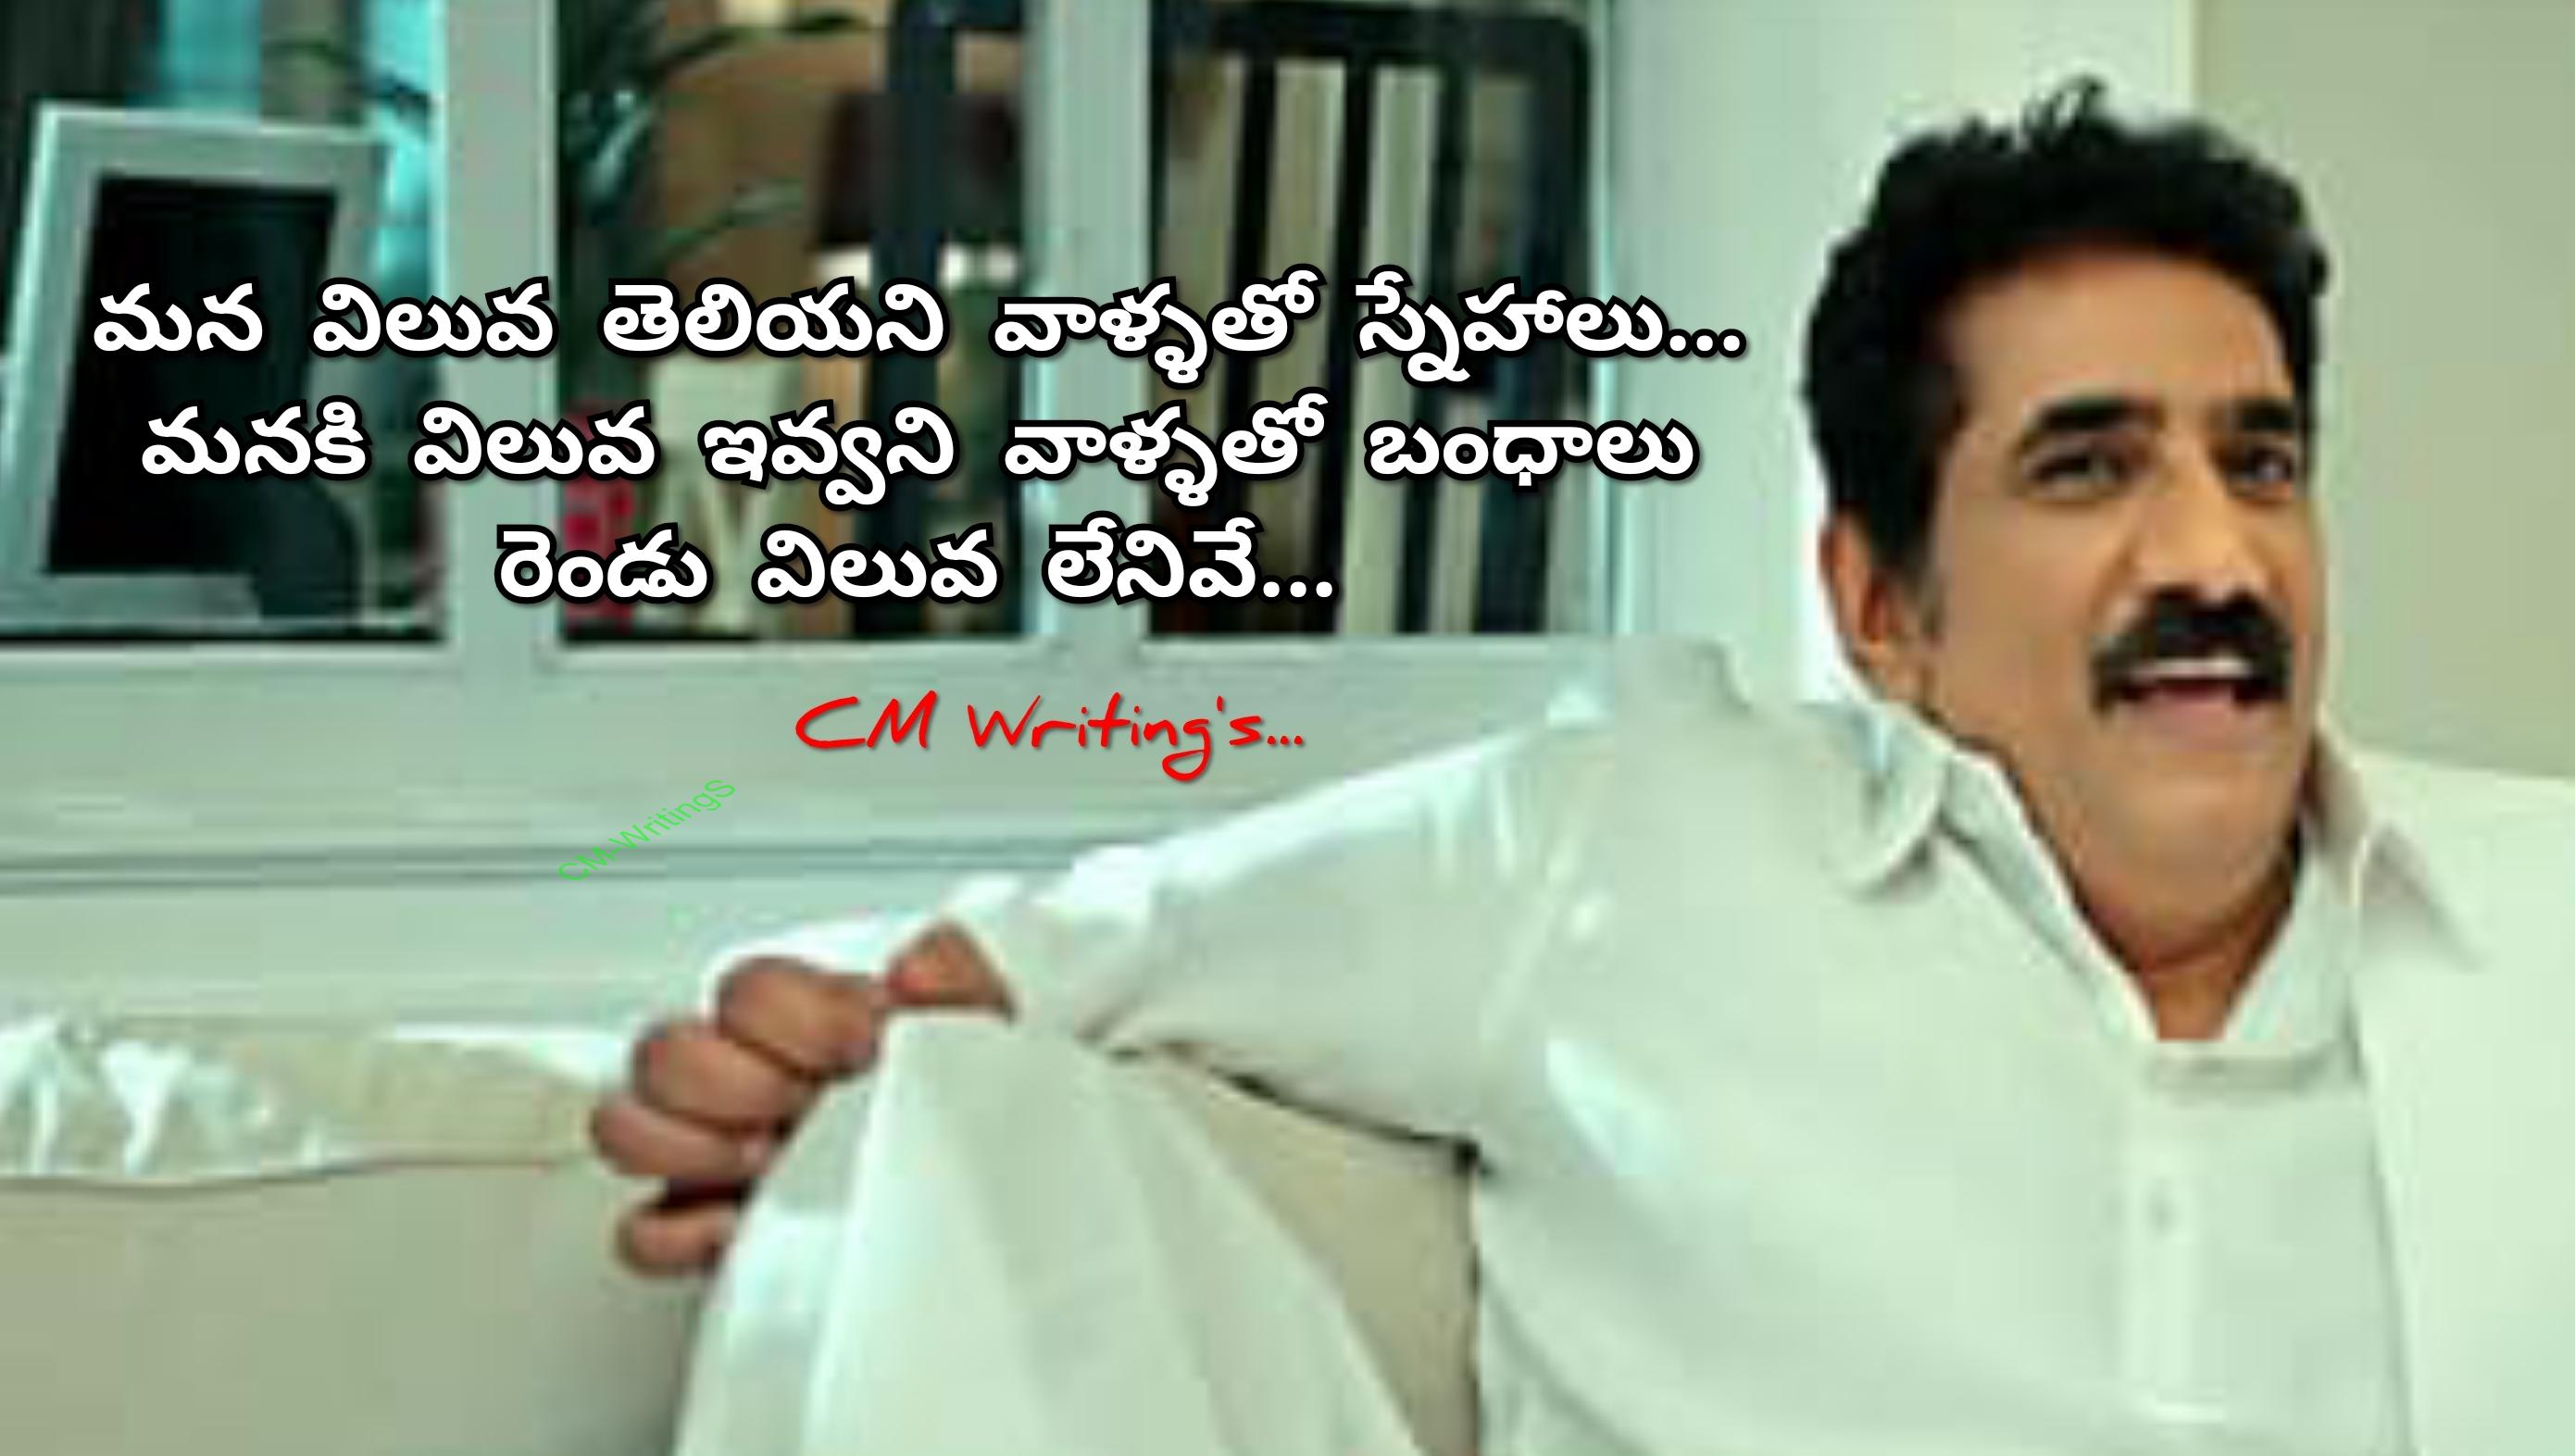 మన విలువ తెలియని వాళ్ళతో స్నేహాలు...
మనకి విలువ ఇవ్వని వాళ్ళతో బంధాలు
రెండు విలువ లేనివే...
CM Writing's...
CM-WritingS